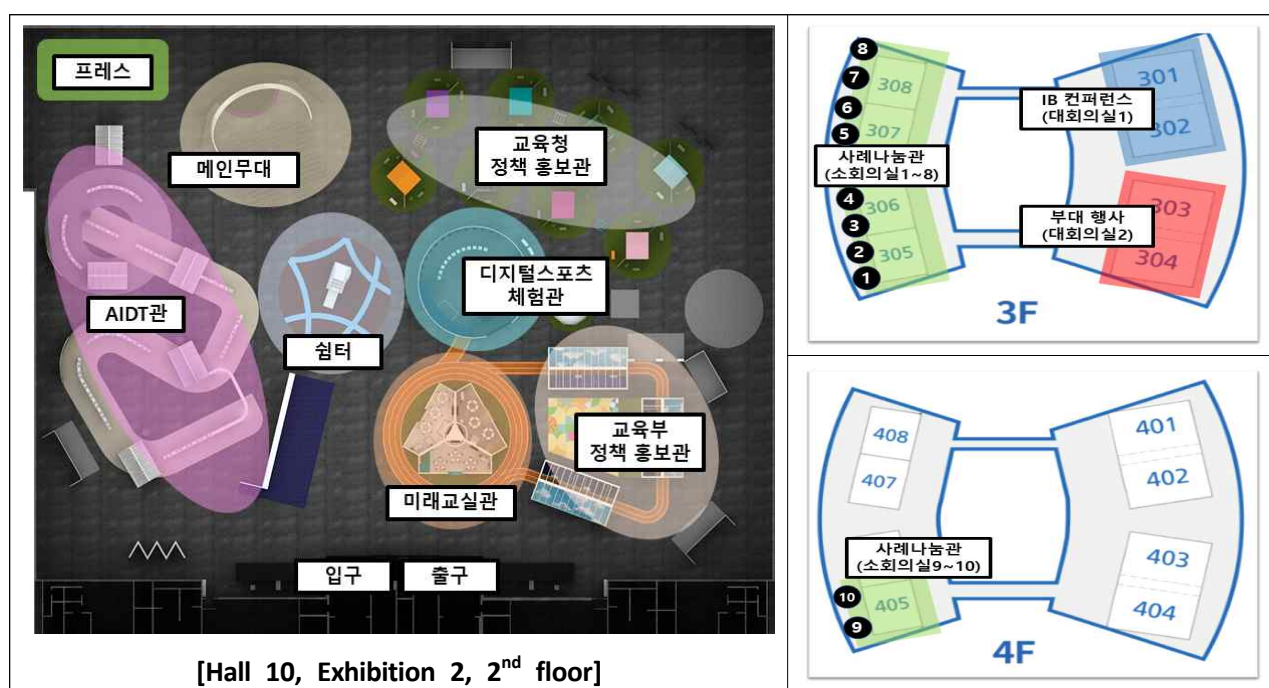 프레스
메인무대
교육청
정책 홍보관
디지털스포츠
체험관
AIDT관
쉼터
교육부
정책 홍보관
미래교실관
입구
출구
[Hall 10, Exhibition 2, 2nd floor]
8
7
6
5
308
307
사례나눔관
(소회의실1~8)
4
3
2
1
306
305
IB 컨퍼런스
(대회의실1)
301
302
부대 행사
(대회의실2)
303
304
3F
408
407
401
402
사례나눔관
(소회의실9~10)
10
9
405
403
404
4F